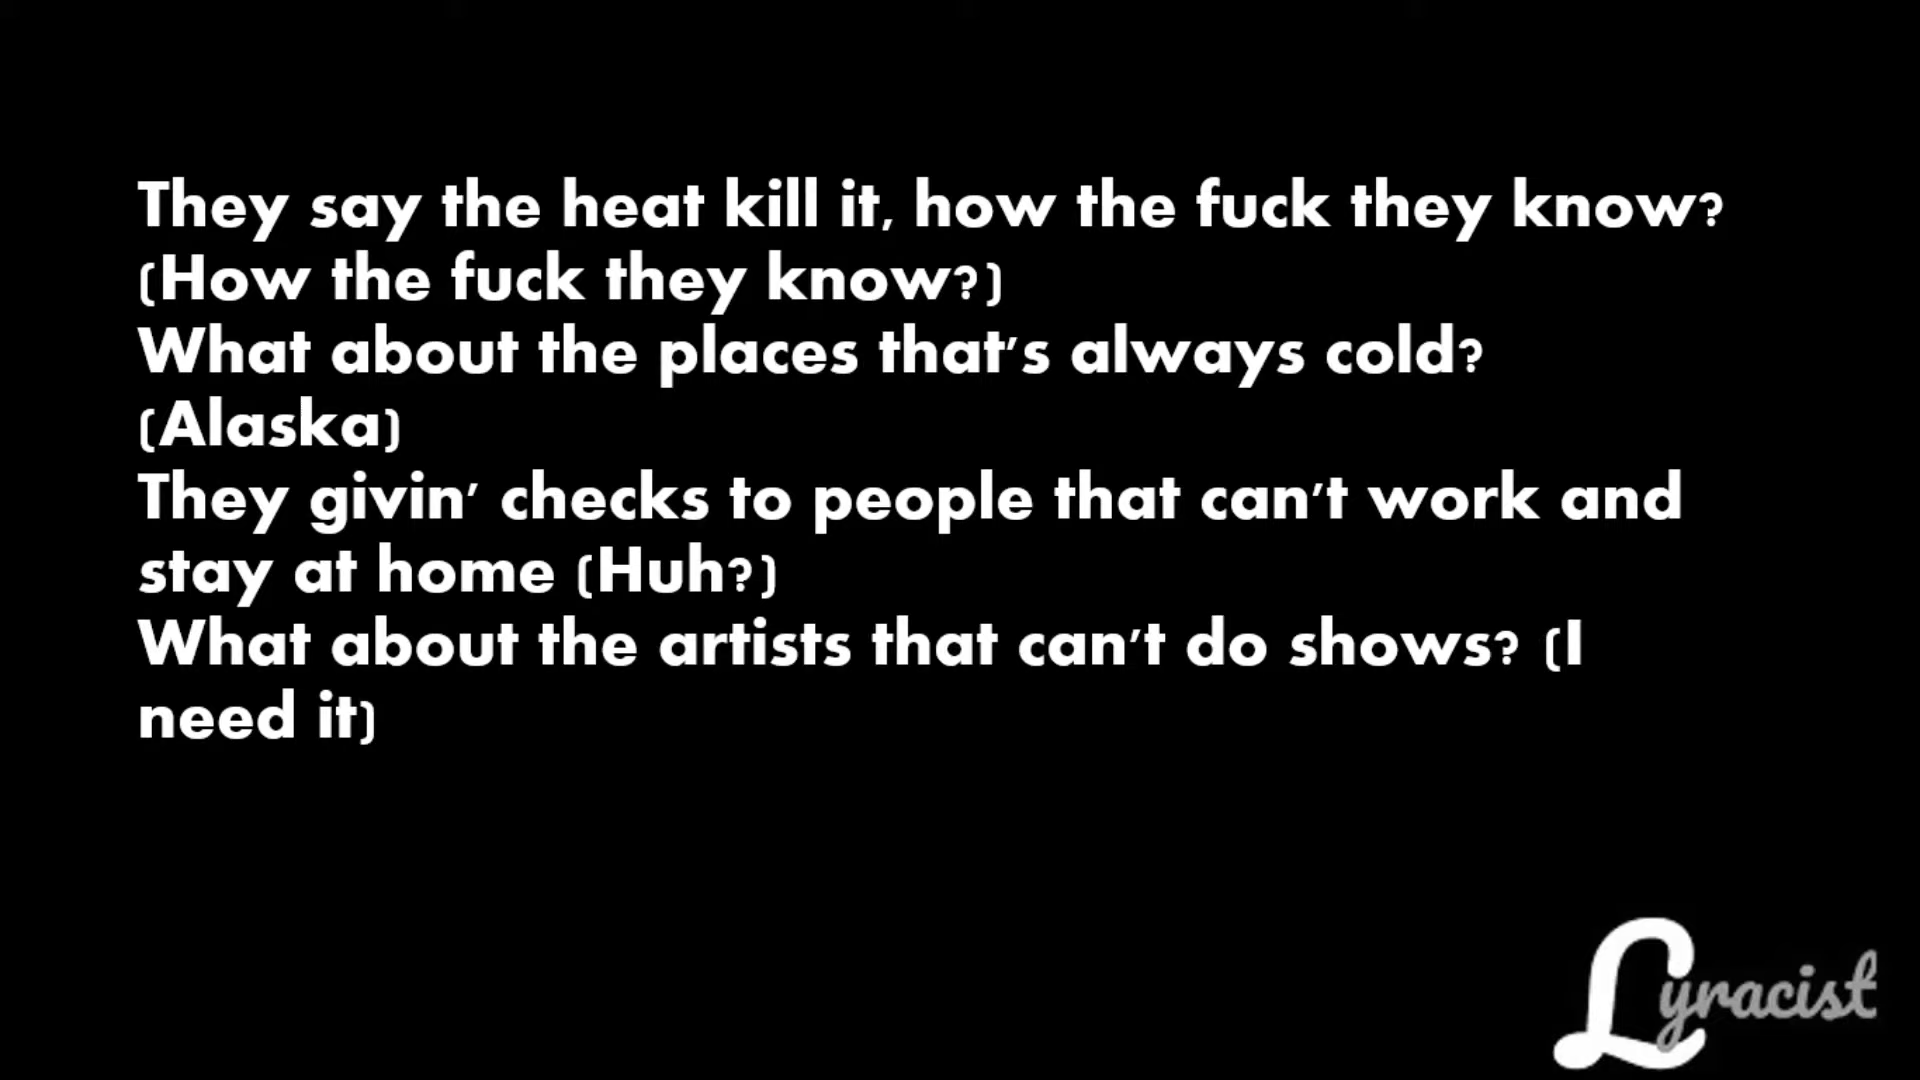 They say the heat kill it, how the fuck they know?
(How the fuck they know?)
What about the places that's always cold?
(Alaska)
They givin' checks to people that can't work and
stay at home (Huh?)
What about the artists that can't do shows? (I
need it)
Lyracist